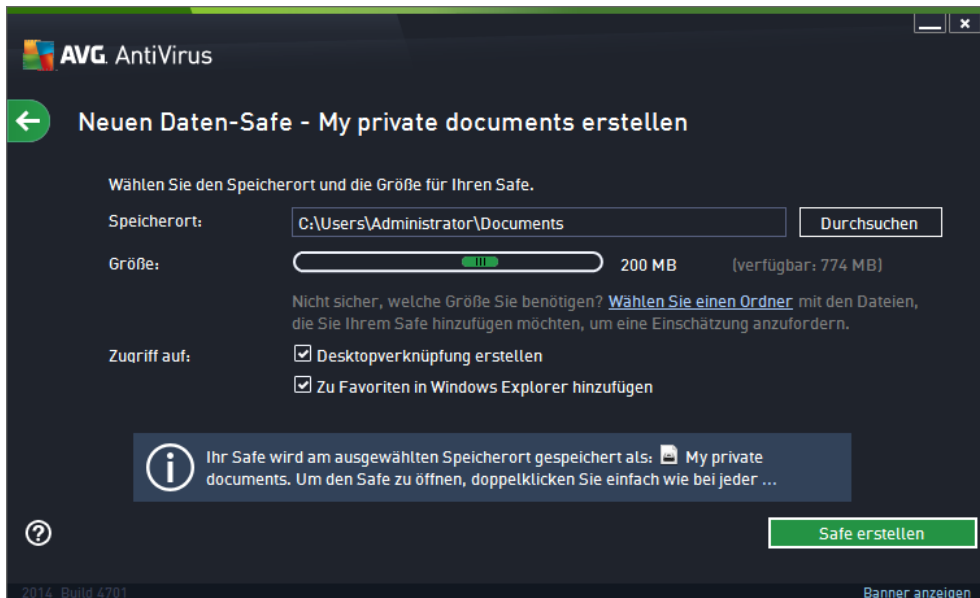 AVG. AntiVirus
Neuen Daten-Safe - My private documents erstellen
Wählen Sie den Speicherort und die Größe für Ihren Safe.
Speicherort: C:\Users\Administrator\Documents Durchsuchen
Größe: 200 MB (verfügbar: 774 MB)
Nicht sicher, welche Größe Sie benötigen? Wählen Sie einen Ordner mit den Dateien,
die Sie Ihrem Safe hinzufügen möchten, um eine Einschätzung anzufordern.
Zugriff auf: Desktopverknüpfung erstellen
Zu Favoriten in Windows Explorer hinzufügen
Ihr Safe wird am ausgewählten Speicherort gespeichert als: My private
documents. Um den Safe zu öffnen, doppelklicken Sie einfach wie bei jeder ...
Safe erstellen
2014 Build 4701 Banner anzeigen